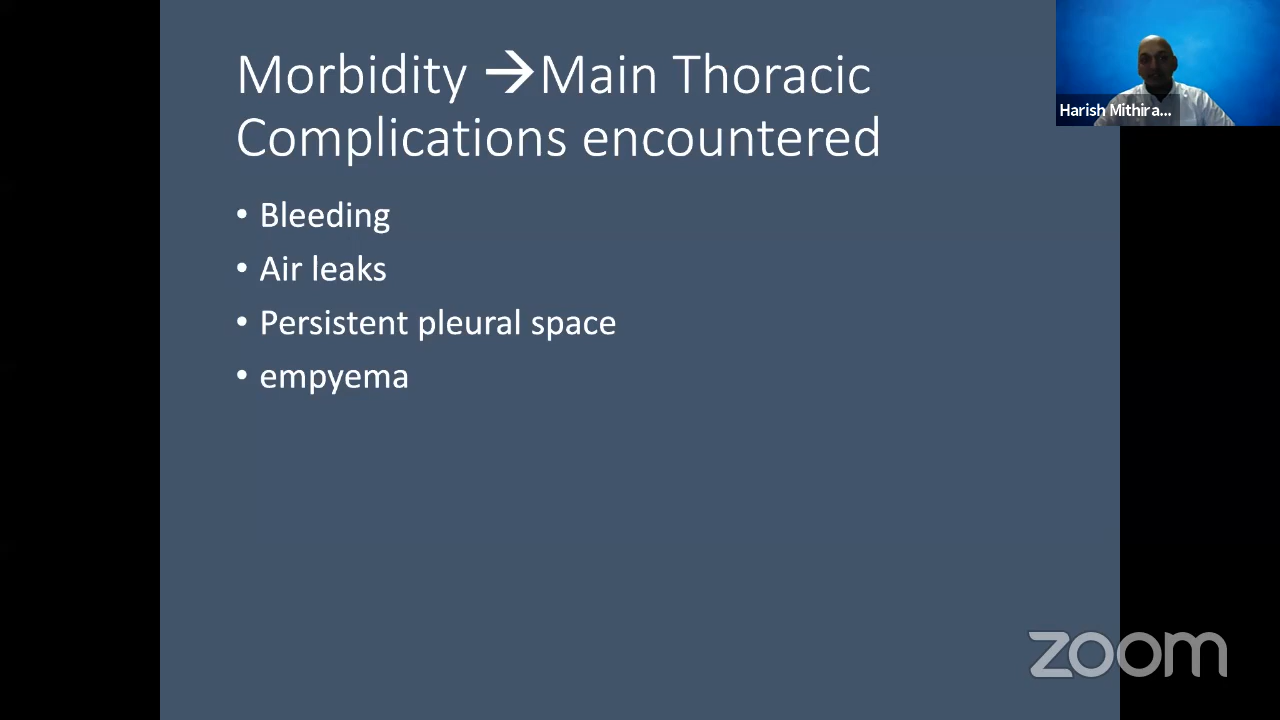 Morbidity →Main Thoracic
Complications encountered
• Bleeding
• Air leaks
• Persistent pleural space
• empyema
Harish Mithira...
zoom